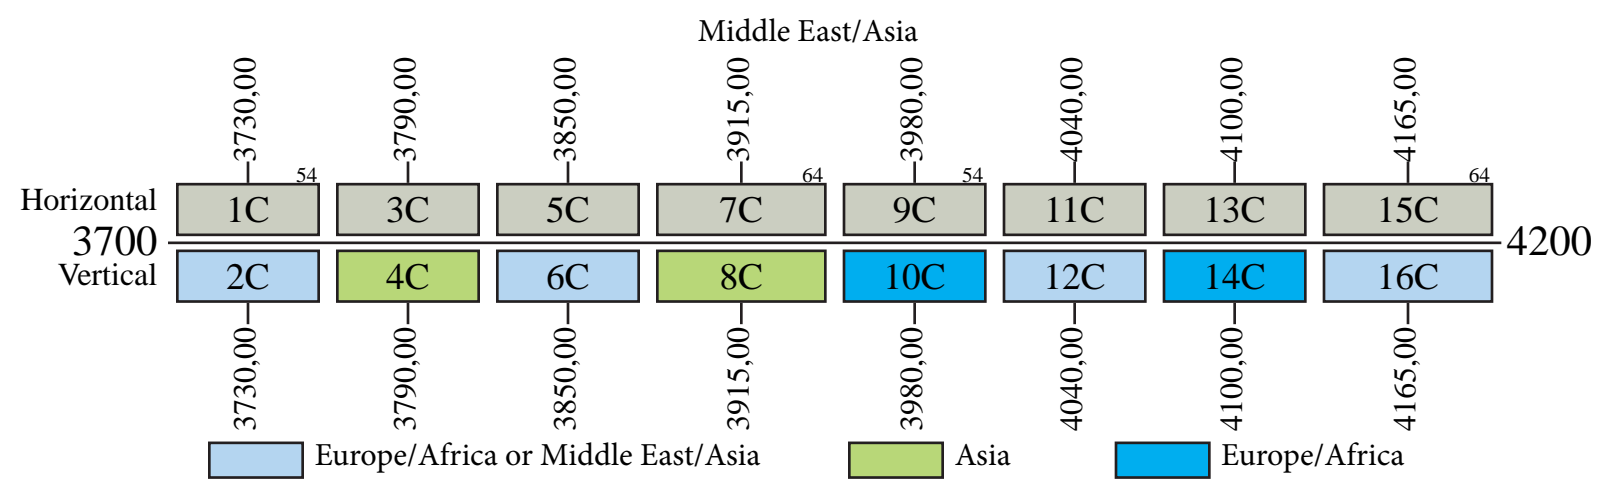 Middle East/Asia
3730,00 3790,00 3850,00 3915,00 3980,00 4040,00 4100,00 4165,00
54 64 54 64
Horizontal 1C 3C 5C 7C 9C 11C 13C 15C
3700 4200
Vertical 2C 4C 6C 8C 10C 12C 14C 16C
3730,00 3790,00 3850,00 3915,00 3980,00 4040,00 4100,00 4165,00
Europe/Africa or Middle East/Asia Asia Europe/Africa